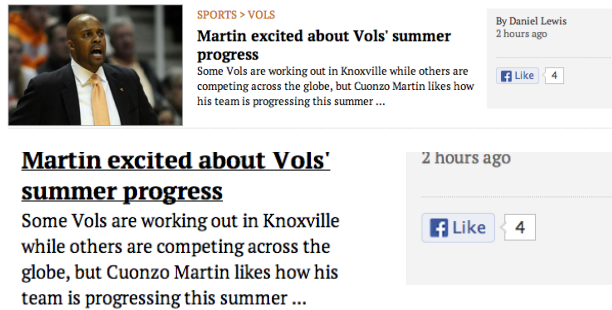 SPORTS > VOLS
Martin excited about Vols' summer
progress
Some Vols are working out in Knoxville while others are
competing across the globe, but Cuonzo Martin likes how
his team is progressing this summer ...
By Daniel Lewis
2 hours ago
Like 4
Martin excited about Vols'
summer progress
Some Vols are working out in Knoxville
while others are competing across the
globe, but Cuonzo Martin likes how his
team is progressing this summer ...
2 hours ago
Like 4